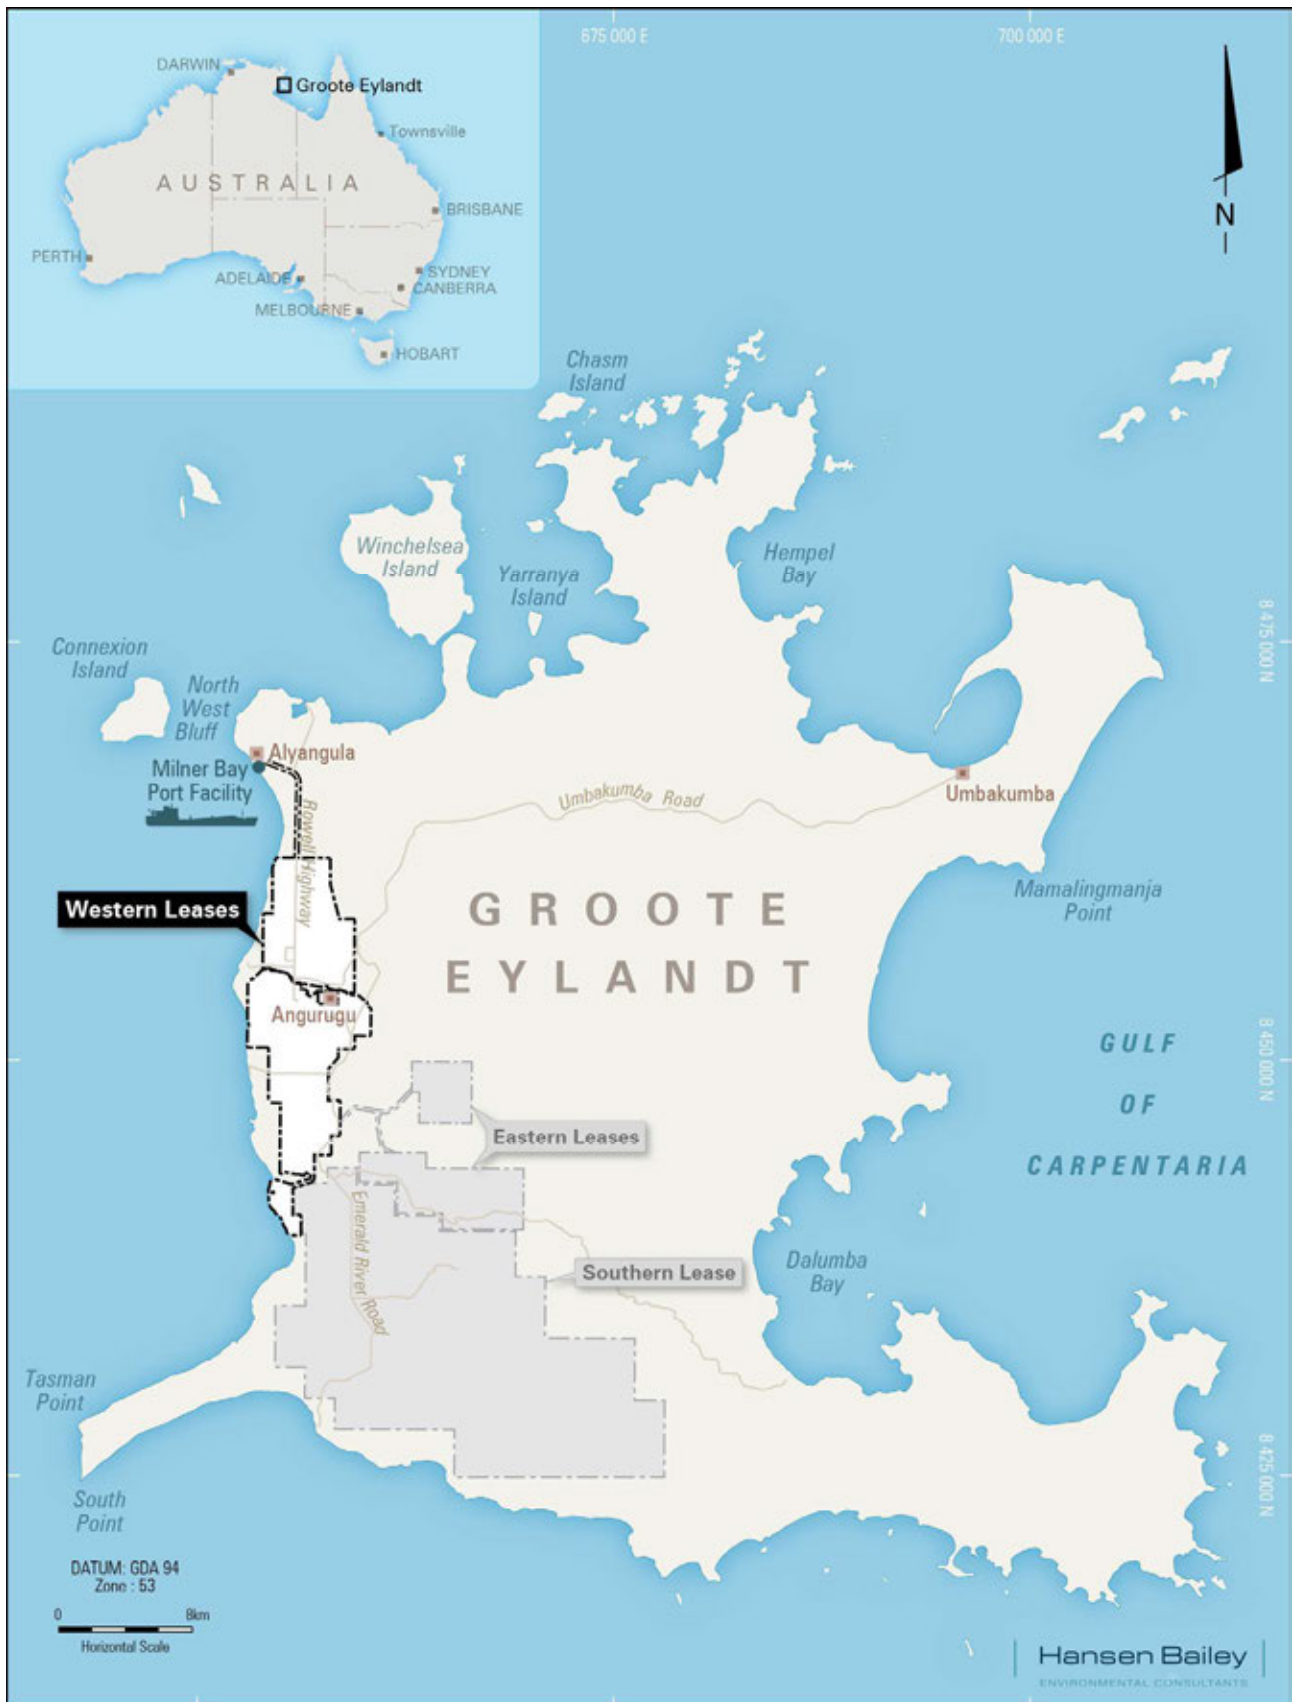 675 000 E
700 000 E
DARWIN
Groote Eylandt
Townsville
AUSTRALIA
BRISBANE
PERTH
ADELAIDE
SYDNEY
CANBERRA
MELBOURNE
HOBART
N
Chasm
Island
Winchelsea
Island
Yarranya
Island
Hempel
Bay
8 475 000 N
Connexion
Island
North
West
Bluff
Alyangula
Milner Bay
Port Facility
Rowell Highway
Umbakumba Road
Umbakumba
Mamalingmanja
Point
Western Leases
GROOTE
EYLANDT
Angurugu
GULF
OF
CARPENTARIA
8 450 000 N
Eastern Leases
Emerald River Road
Southern Lease
Dalumba
Bay
Tasman
Point
8 425 000 N
South
Point
DATUM: GDA 94
Zone : 53
0 8km
Horizontal Scale
Hansen Bailey
ENVIRONMENTAL CONSULTANTS